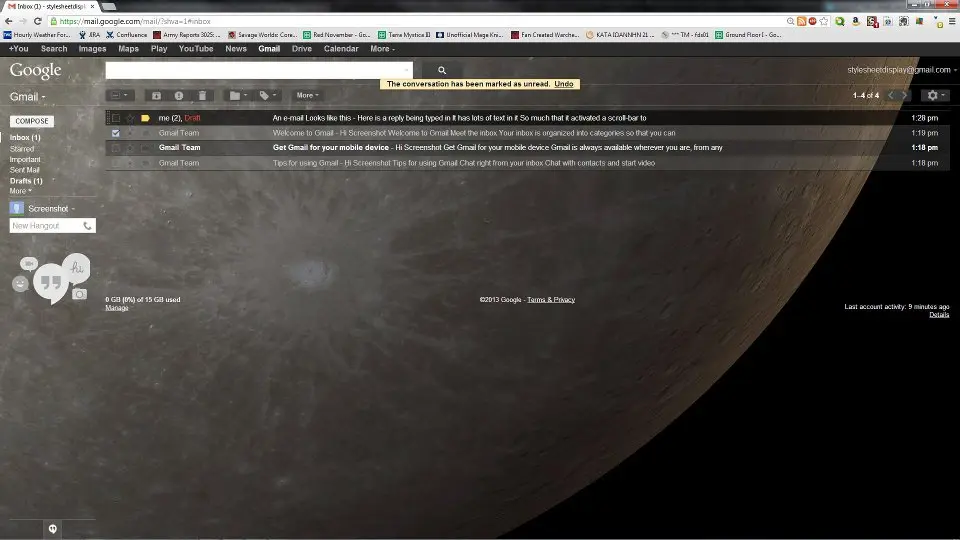 Inbox (1) - stylesheetdispl
https://mail.google.com/mail/?shva=1#inbox
Hourly Weather For... JIRA Confluence Army Reports 3025: ... Savage Worlds: Core... Red November - Go... Terra Mystica II Unofficial Mage Kni... Fan Created Warche... KATA IOANNHN 21 ... *** TM - fds01 Ground Floor I - Go...
+You Search Images Maps Play YouTube News Gmail Drive Calendar More
Google
stylesheetdisplay@gmail.com
The conversation has been marked as unread. Undo
Gmail
More
1–4 of 4
COMPOSE
me (2), Draft An e-mail Looks like this - Here is a reply being typed in It has lots of text in it So much that it activated a scroll-bar to 1:28 pm
Gmail Team Welcome to Gmail - Hi Screenshot Welcome to Gmail Meet the inbox Your inbox is organized into categories so that you can 1:19 pm
Gmail Team Get Gmail for your mobile device - Hi Screenshot Get Gmail for your mobile device Gmail is always available wherever you are, from any 1:18 pm
Gmail Team Tips for using Gmail - Hi Screenshot Tips for using Gmail Chat right from your inbox Chat with contacts and start video 1:18 pm
Inbox (1)
Starred
Important
Sent Mail
Drafts (1)
More
Screenshot
New Hangout
hi
0 GB (0%) of 15 GB used
Manage
©2013 Google - Terms & Privacy
Last account activity: 9 minutes ago
Details